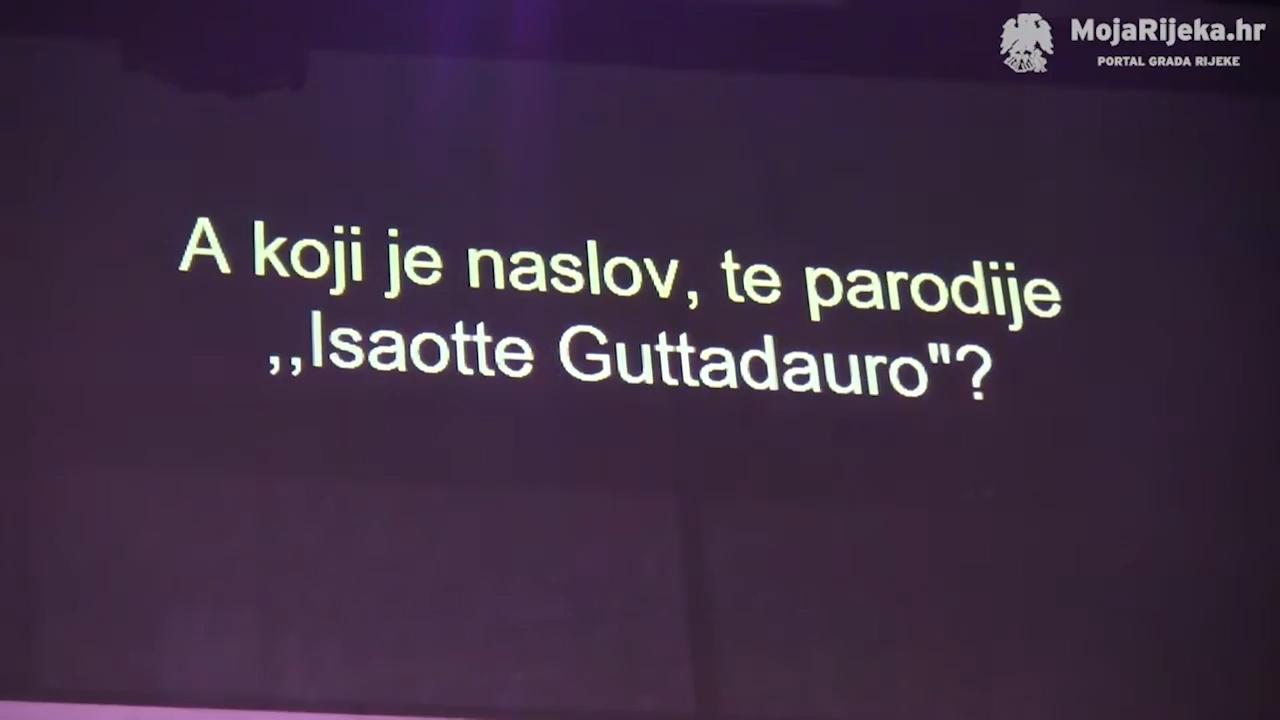 MojaRijeka.hr
PORTAL GRADA RIJEKE
A koji je naslov, te parodije
,,Isaotte Guttadauro"?